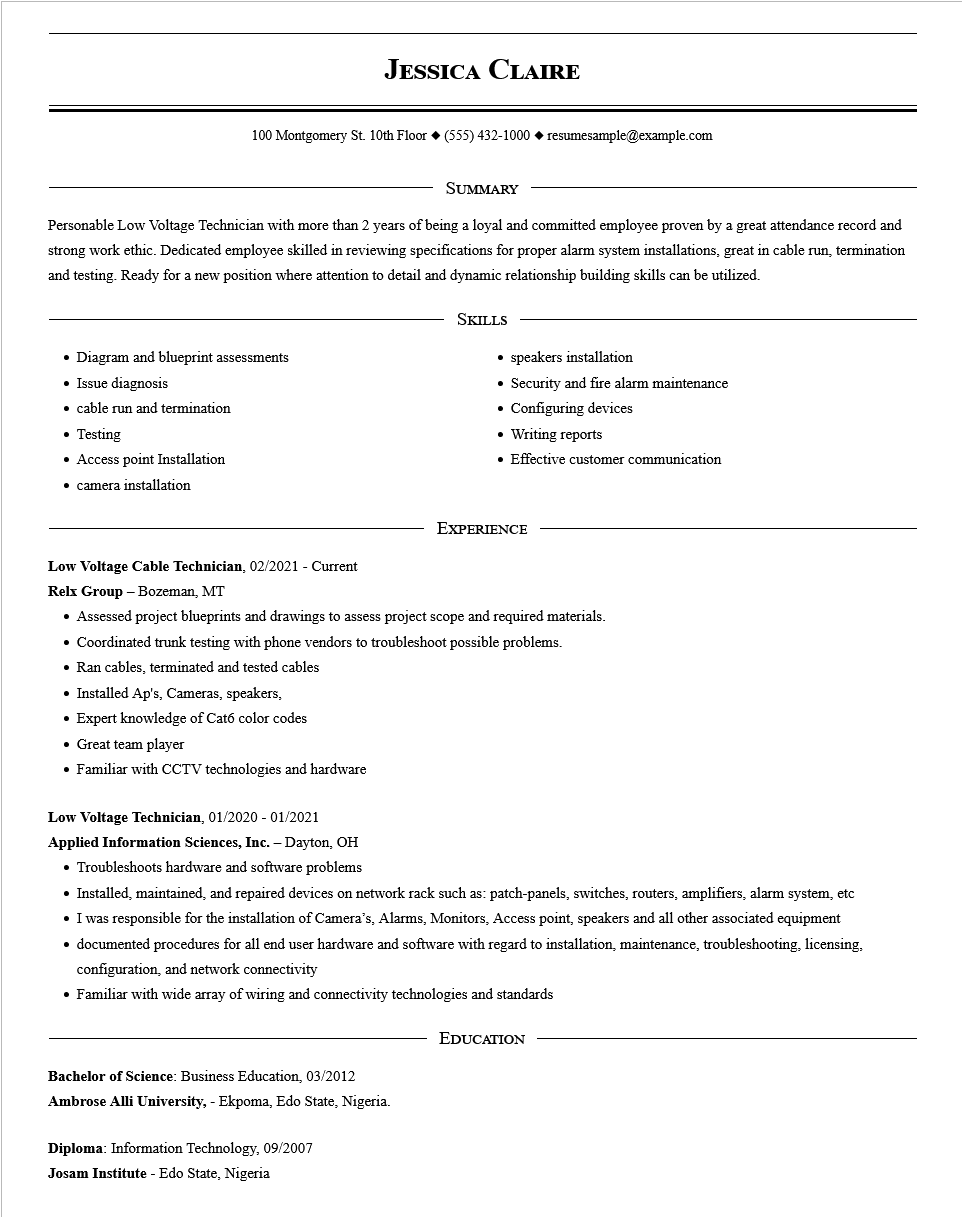 Jessica Claire
100 Montgomery St. 10th Floor ◆ (555) 432-1000 ◆ resumesample@example.com
Summary
Personable Low Voltage Technician with more than 2 years of being a loyal and committed employee proven by a great attendance record and
strong work ethic. Dedicated employee skilled in reviewing specifications for proper alarm system installations, great in cable run, termination
and testing. Ready for a new position where attention to detail and dynamic relationship building skills can be utilized.
Skills
• Diagram and blueprint assessments
• Issue diagnosis
• cable run and termination
• Testing
• Access point Installation
• camera installation
• speakers installation
• Security and fire alarm maintenance
• Configuring devices
• Writing reports
• Effective customer communication
Experience
Low Voltage Cable Technician, 02/2021 - Current
Relx Group – Bozeman, MT
• Assessed project blueprints and drawings to assess project scope and required materials.
• Coordinated trunk testing with phone vendors to troubleshoot possible problems.
• Ran cables, terminated and tested cables
• Installed Ap's, Cameras, speakers,
• Expert knowledge of Cat6 color codes
• Great team player
• Familiar with CCTV technologies and hardware
Low Voltage Technician, 01/2020 - 01/2021
Applied Information Sciences, Inc. – Dayton, OH
• Troubleshoots hardware and software problems
• Installed, maintained, and repaired devices on network rack such as: patch-panels, switches, routers, amplifiers, alarm system, etc
• I was responsible for the installation of Camera’s, Alarms, Monitors, Access point, speakers and all other associated equipment
• documented procedures for all end user hardware and software with regard to installation, maintenance, troubleshooting, licensing,
configuration, and network connectivity
• Familiar with wide array of wiring and connectivity technologies and standards
Education
Bachelor of Science: Business Education, 03/2012
Ambrose Alli University, - Ekpoma, Edo State, Nigeria.
Diploma: Information Technology, 09/2007
Josam Institute - Edo State, Nigeria